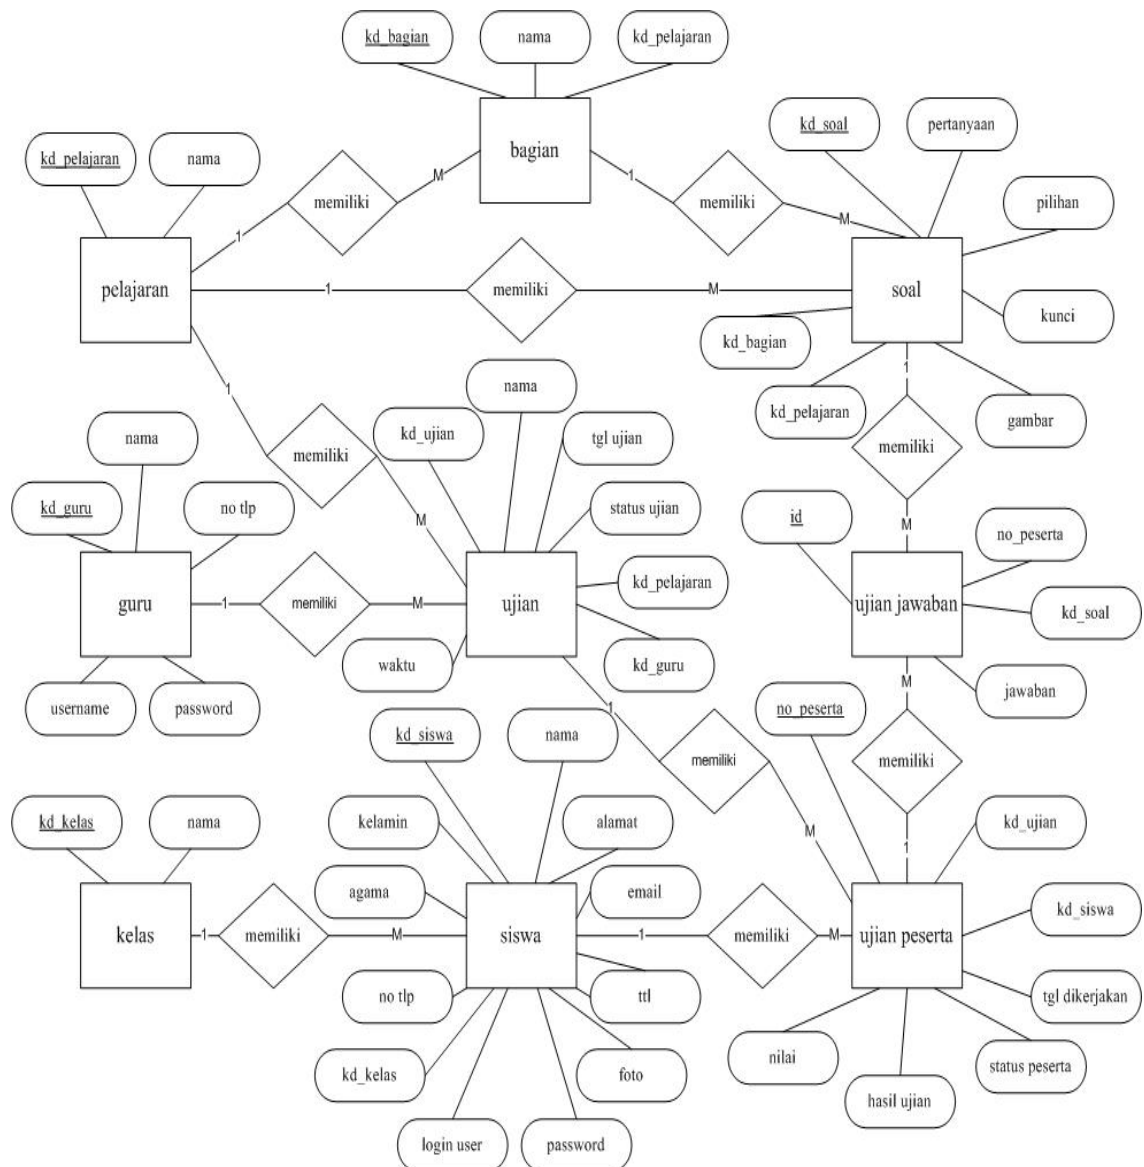 kd_bagian
nama
kd_pelajaran
bagian
kd_soal
pertanyaan
kd_pelajaran
nama
memiliki
M
1
memiliki
M
1
pilihan
pelajaran
1
memiliki
M
soal
kunci
kd_bagian
kd_pelajaran
gambar
1
1
nama
kd_ujian
tgl ujian
memiliki
memiliki
nama
kd_guru
no tlp
status ujian
id
no_peserta
M
M
kd_pelajaran
guru
1
memiliki
M
ujian
ujian jawaban
kd_soal
waktu
kd_guru
jawaban
M
username
password
1
no_peserta
kd_siswa
nama
memiliki
memiliki
kd_kelas
nama
kelamin
alamat
M
kd_ujian
1
agama
email
kd_siswa
kelas
1
memiliki
M
siswa
1
memiliki
M
ujian peserta
no tlp
ttl
tgl dikerjakan
kd_kelas
foto
nilai
status peserta
hasil ujian
login user
password